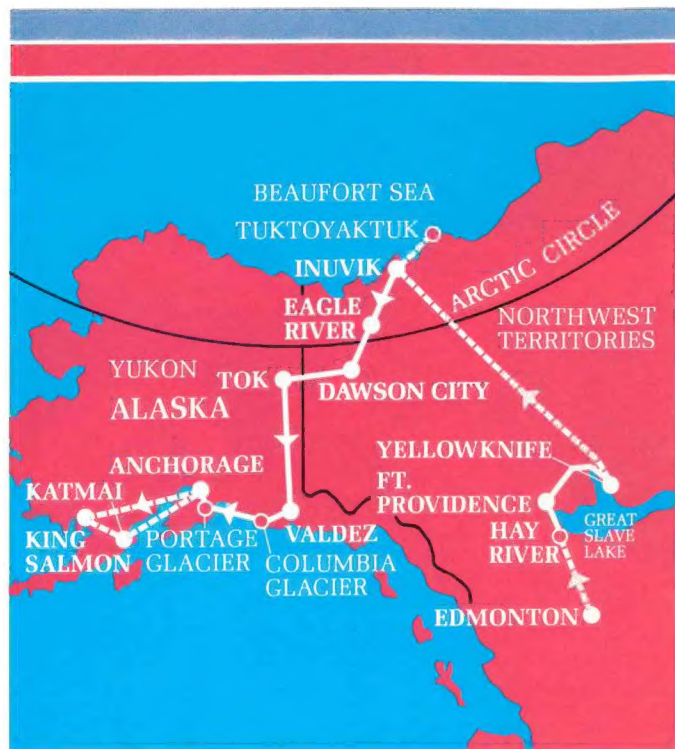 BEAUFORT SEA
TUKTOYAKTUK
INUVIK
ARCTIC CIRCLE
EAGLE
RIVER
NORTHWEST
TERRITORIES
YUKON
TOK
DAWSON CITY
ALASKA
YELLOWKNIFE
ANCHORAGE
FT.
PROVIDENCE
KATMAI
KING
SALMON
PORTAGE
GLACIER
VALDEZ
COLUMBIA
GLACIER
HAY
RIVER
GREAT
SLAVE
LAKE
EDMONTON